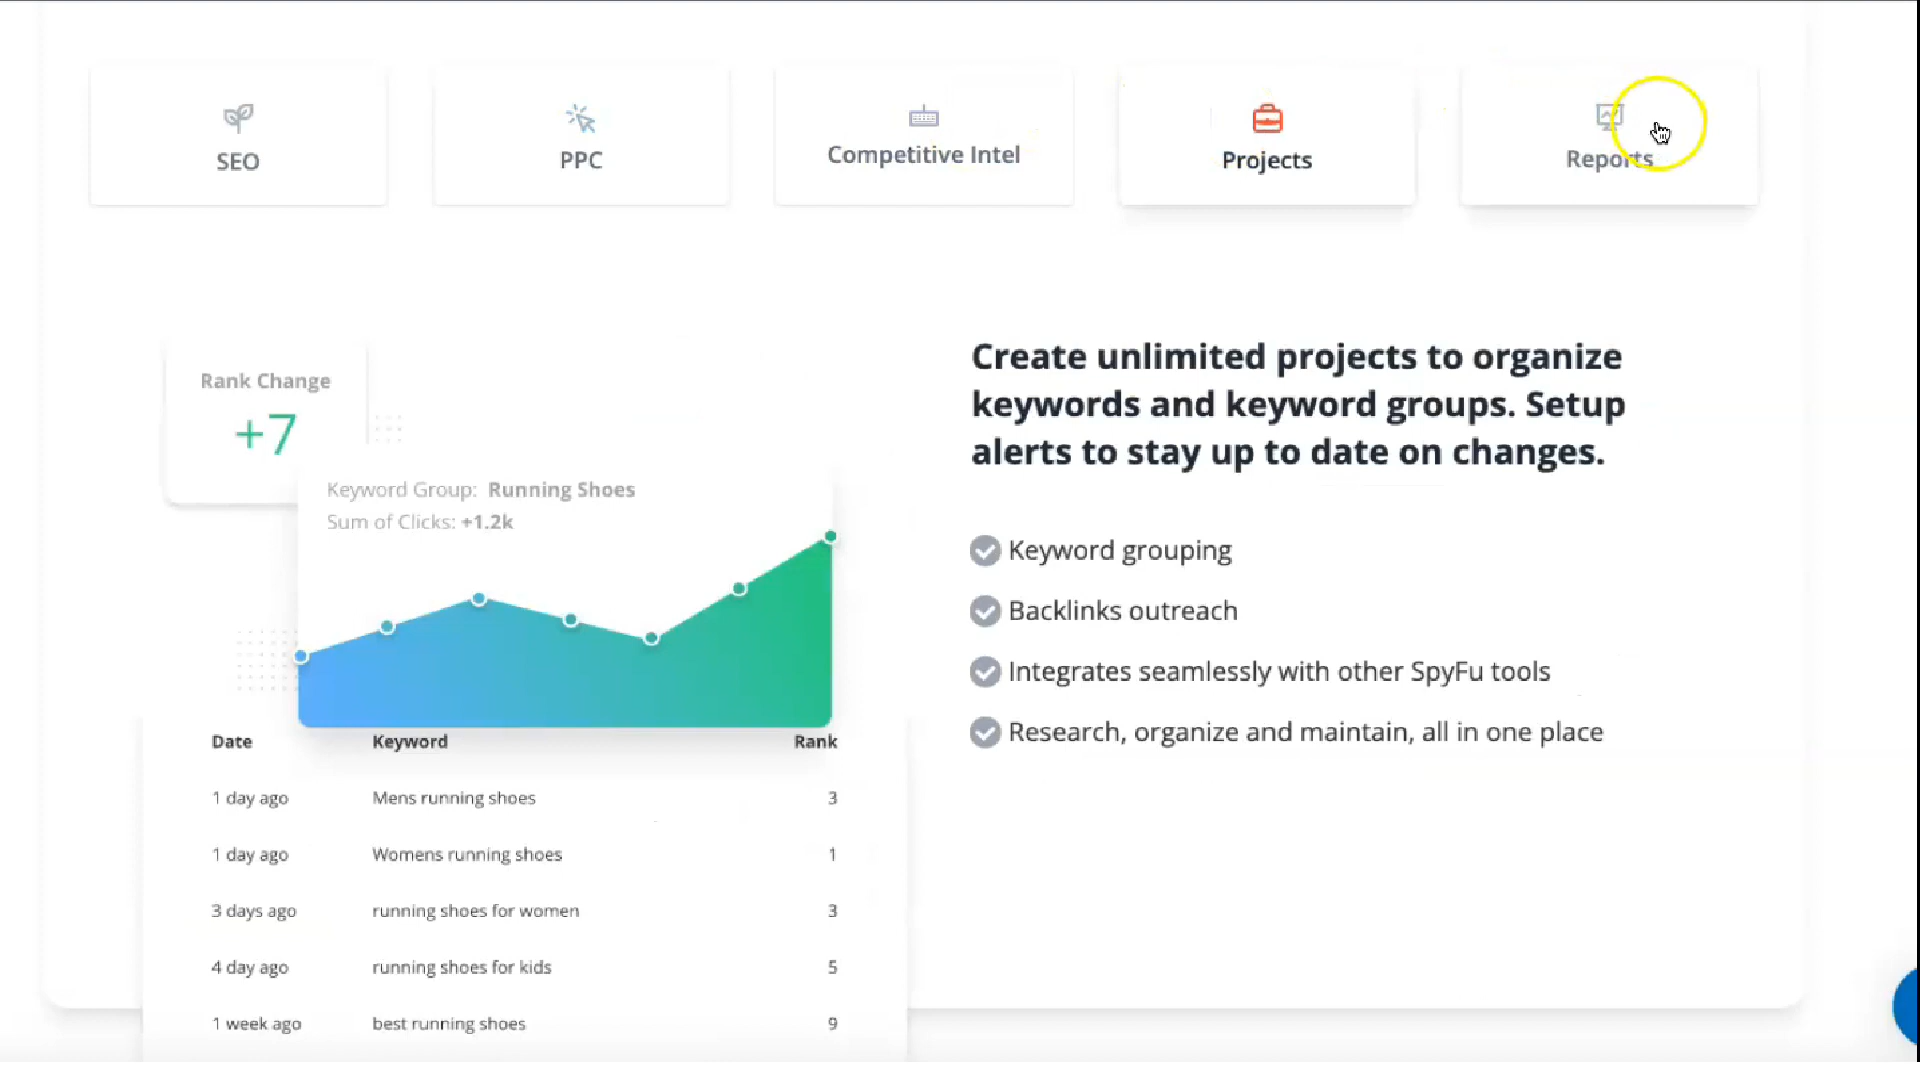 SEO
PPC
Competitive Intel
Projects
Reports
Rank Change
+7
Keyword Group: Running Shoes
Sum of Clicks: +1.2k
Date Keyword Rank
1 day ago Mens running shoes 3
1 day ago Womens running shoes 1
3 days ago running shoes for women 3
4 day ago running shoes for kids 5
1 week ago best running shoes 9
Create unlimited projects to organize
keywords and keyword groups. Setup
alerts to stay up to date on changes.
Keyword grouping
Backlinks outreach
Integrates seamlessly with other SpyFu tools
Research, organize and maintain, all in one place